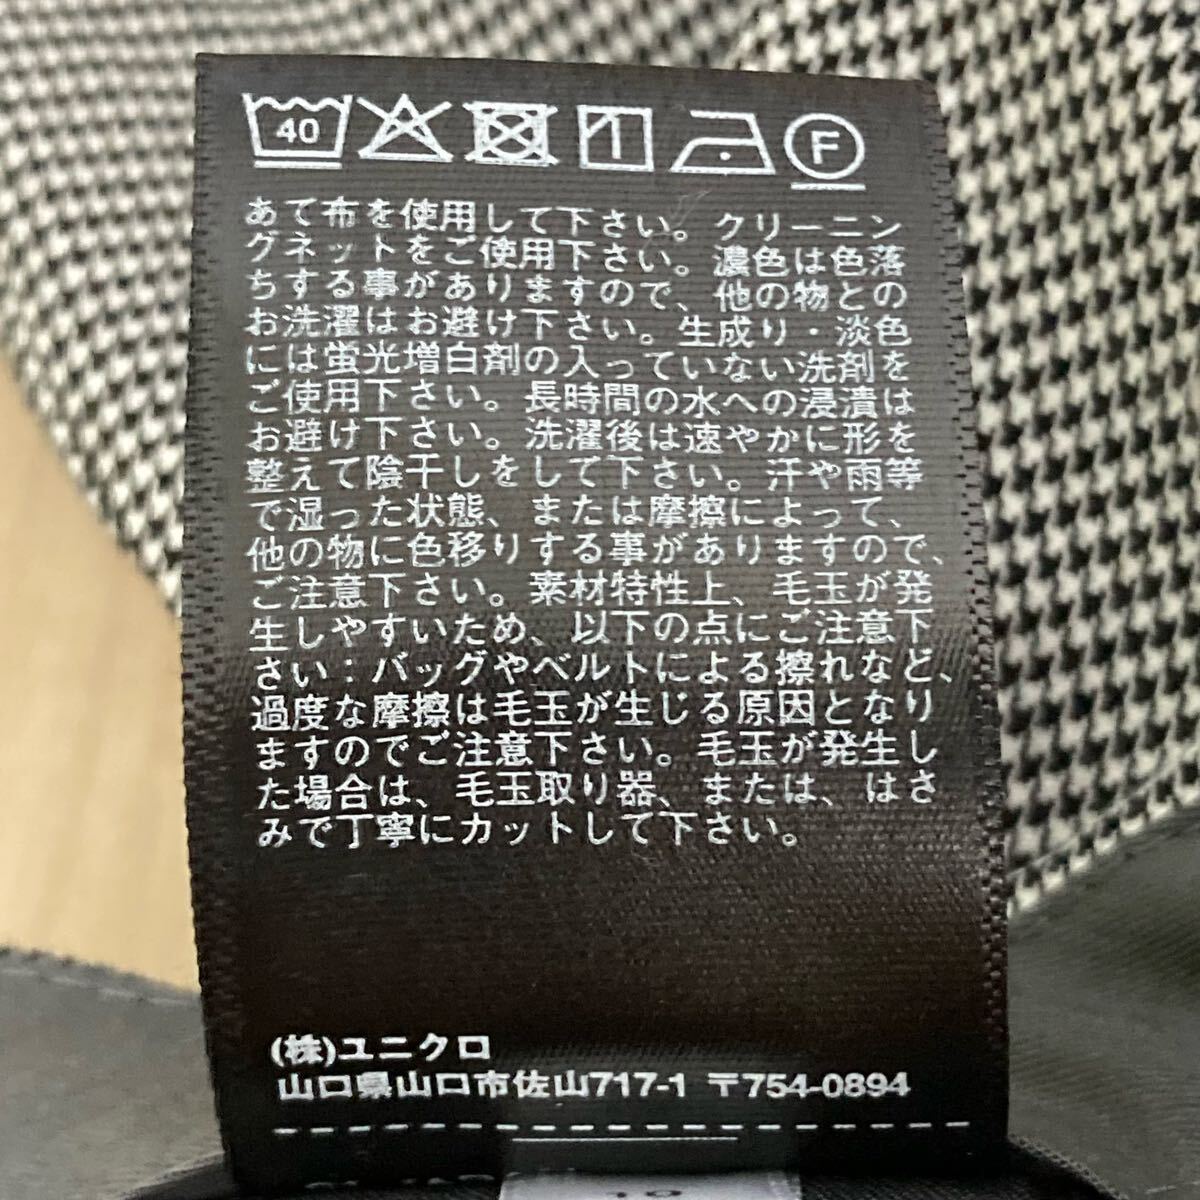 40 F
あて布を使用して下さい。クリーニン
グネットをご使用下さい。濃色は色落
ちする事がありますので、他の物との
お洗濯はお避け下さい。生成り・淡色
には蛍光増白剤の入っていない洗剤を
ご使用下さい。長時間の水への浸漬は
お避け下さい。洗濯後は速やかに形を
整えて陰干しをして下さい。汗や雨等
で湿った状態、または摩擦によって、
他の物に色移りする事がありますので、
ご注意下さい。素材特性上、毛玉が発
生しやすいため、以下の点にご注意下
さい：バッグやベルトによる擦れなど、
過度な摩擦は毛玉が生じる原因となり
ますのでご注意下さい。毛玉が発生し
た場合は、毛玉取り器、または、はさ
みで丁寧にカットして下さい。
(株)ユニクロ
山口県山口市佐山717-1 〒754-0894